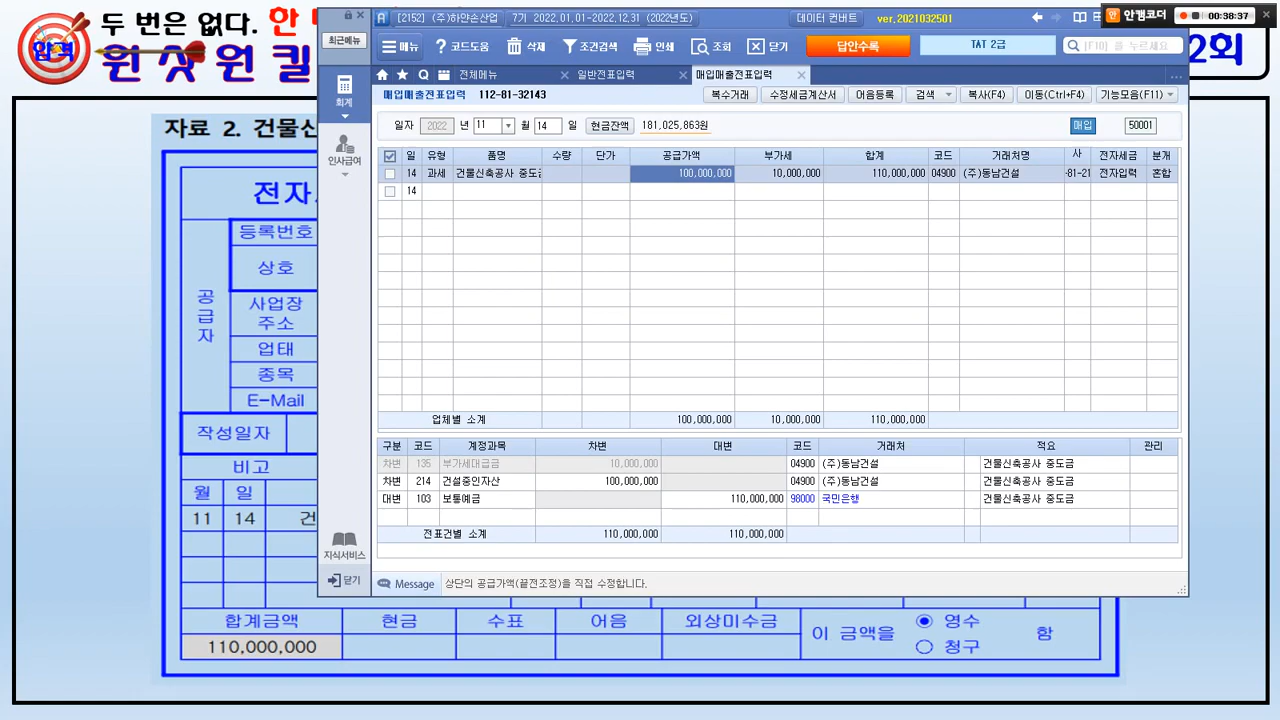 두 번은 없다. 한
합격
원 샷 원 킬
2회
자료 2. 건물신
전자
공급자
등록번호
상호
사업장 주소
업태
종목
E-Mail
작성일자
비고
월 일
11 14 건
합계금액 현금 수표 어음 외상미수금 이 금액을 영수 청구 함
110,000,000
최근메뉴
회계
인사급여
지식서비스
닫기
[2152] (주)하안손산업 7기 2022.01.01~2022.12.31 (2022년도) 데이터 컨버트 ver.2021032501
안캠코더 00:38:37
메뉴 코드도움 삭제 조건검색 인쇄 조회 닫기 답안수록 TAT 2급 [F10] 를 누르세요
전체메뉴 일반전표입력 매입매출전표입력
매입매출전표입력 112-81-32143 복수거래 수정세금계산서 어음등록 검색 복사(F4) 이동(Ctrl+F4) 기능모음(F11)
일자 2022 년 11 월 14 일 현금잔액 181,025,863원 매입 50001
일 유형 품명 수량 단가 공급가액 부가세 합계 코드 거래처명 사 전자세금 분개
14 과세 건물신축공사 중도금 100,000,000 10,000,000 110,000,000 04900 (주)동남건설 -81-21 전자입력 혼합
14
업체별 소계 100,000,000 10,000,000 110,000,000
구분 코드 계정과목 차변 대변 코드 거래처 적요 관리
차변 135 부가세대급금 10,000,000 04900 (주)동남건설 건물신축공사 중도금
차변 214 건설중인자산 100,000,000 04900 (주)동남건설 건물신축공사 중도금
대변 103 보통예금 110,000,000 98000 국민은행 건물신축공사 중도금
전표건별 소계 110,000,000 110,000,000
Message 상단의 공급가액(끝전조정)을 직접 수정합니다.